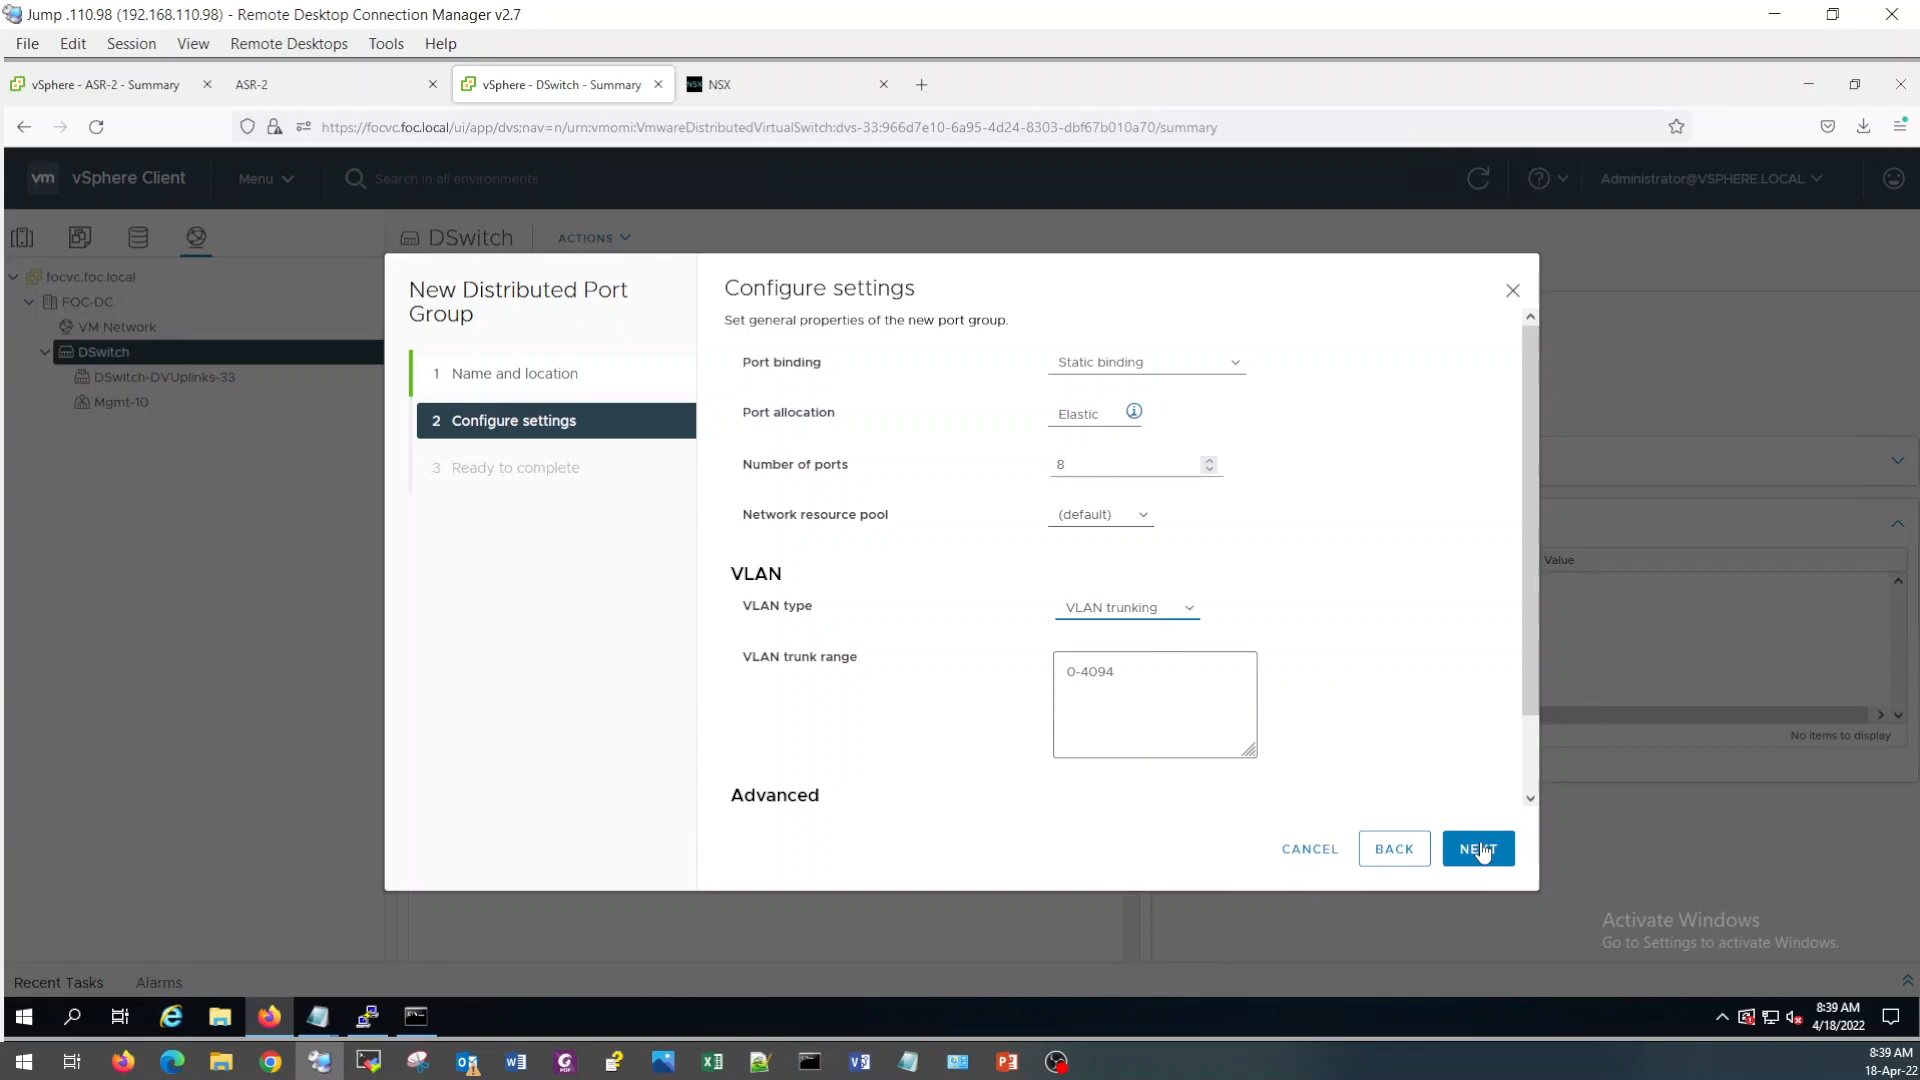 Jump .110.98 (192.168.110.98) - Remote Desktop Connection Manager v2.7
File Edit Session View Remote Desktops Tools Help
vSphere - ASR-2 - Summary ASR-2 vSphere - DSwitch - Summary NSX NSX
https://focvc.foc.local/ui/app/dvs;nav=n/urn:vmomi:VmwareDistributedVirtualSwitch:dvs-33:966d7e10-6a95-4d24-8303-dbf67b010a70/summary
vm vSphere Client Menu Search in all environments Administrator@VSPHERE.LOCAL
DSwitch ACTIONS
focvc.foc.local
FOC-DC
VM Network
DSwitch
DSwitch-DVUplinks-33
Mgmt-10
New Distributed Port
Group
1 Name and location
2 Configure settings
3 Ready to complete
Configure settings
Set general properties of the new port group.
Port binding Static binding
Port allocation Elastic
Number of ports 8
Network resource pool (default)
VLAN
VLAN type VLAN trunking
VLAN trunk range 0-4094
Advanced
CANCEL BACK NEXT
Value
No items to display
Activate Windows
Go to Settings to activate Windows.
Recent Tasks Alarms
8:39 AM
4/18/2022
8:39 AM
18-Apr-22